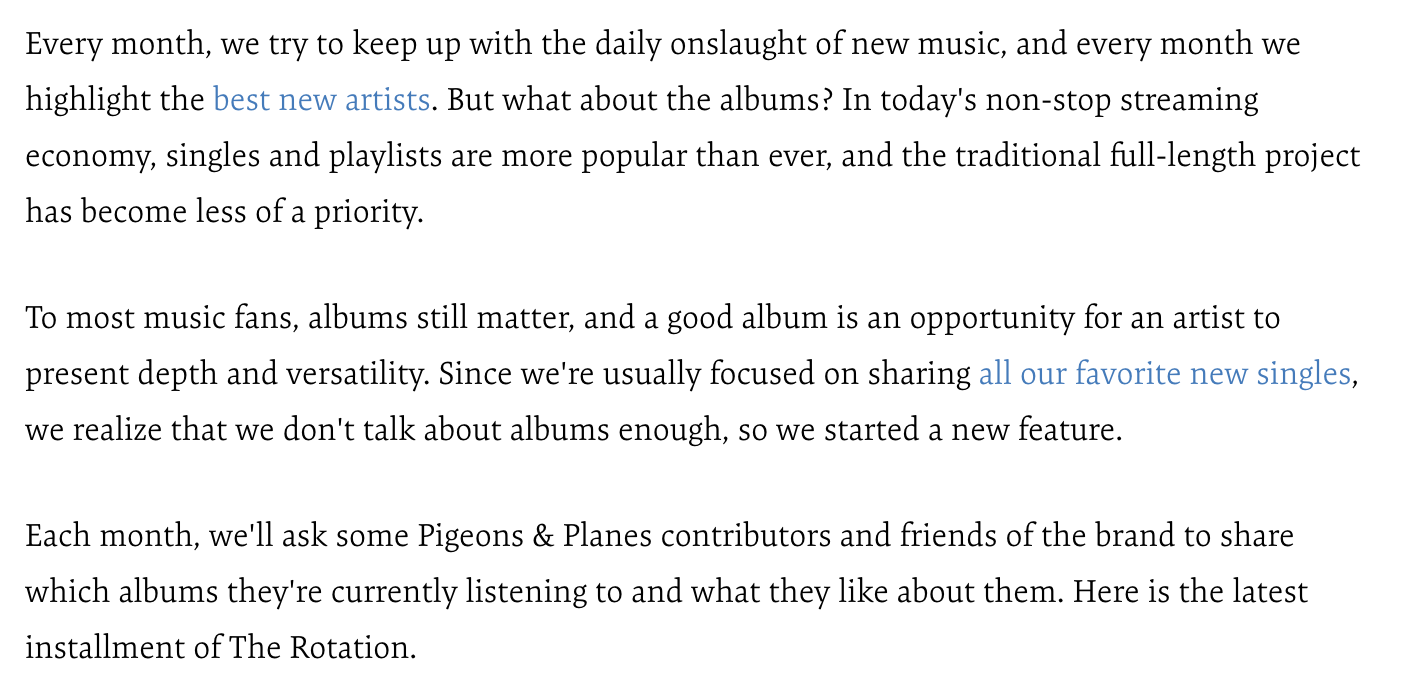 Every month, we try to keep up with the daily onslaught of new music, and every month we
highlight the best new artists. But what about the albums? In today's non-stop streaming
economy, singles and playlists are more popular than ever, and the traditional full-length project
has become less of a priority.
To most music fans, albums still matter, and a good album is an opportunity for an artist to
present depth and versatility. Since we're usually focused on sharing all our favorite new singles,
we realize that we don't talk about albums enough, so we started a new feature.
Each month, we'll ask some Pigeons & Planes contributors and friends of the brand to share
which albums they're currently listening to and what they like about them. Here is the latest
installment of The Rotation.